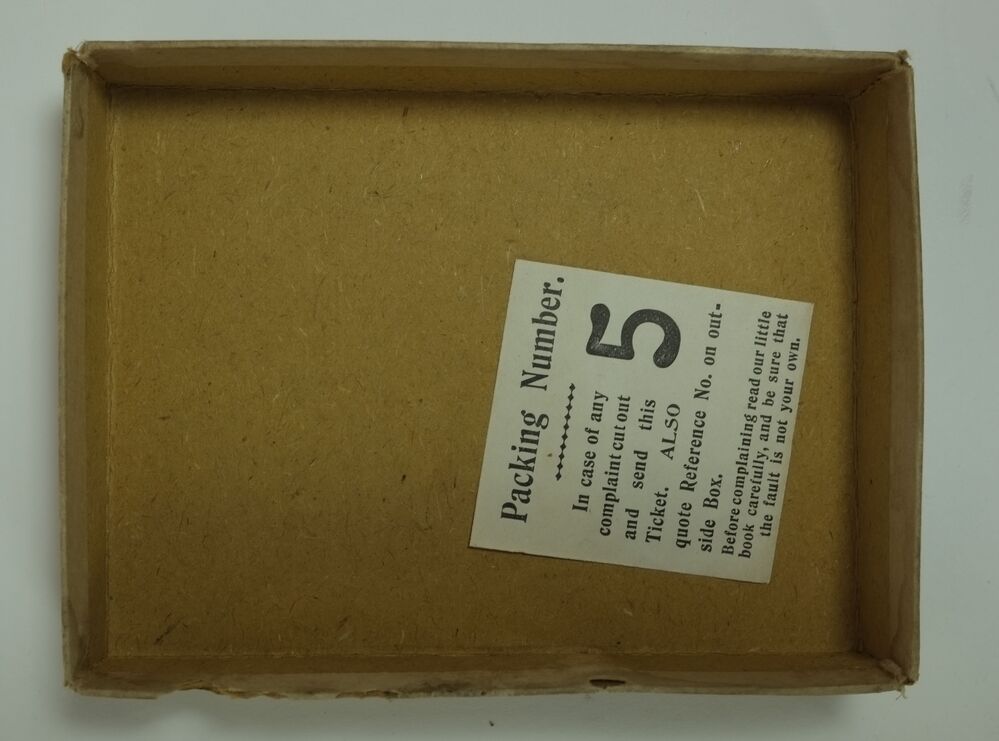 Packing Number.
In case of any
complaint cut out
and send this
Ticket. ALSO
5
quote Reference No. on out-
side Box.
Before complaining read our little
book carefully, and be sure that
the fault is not your own.